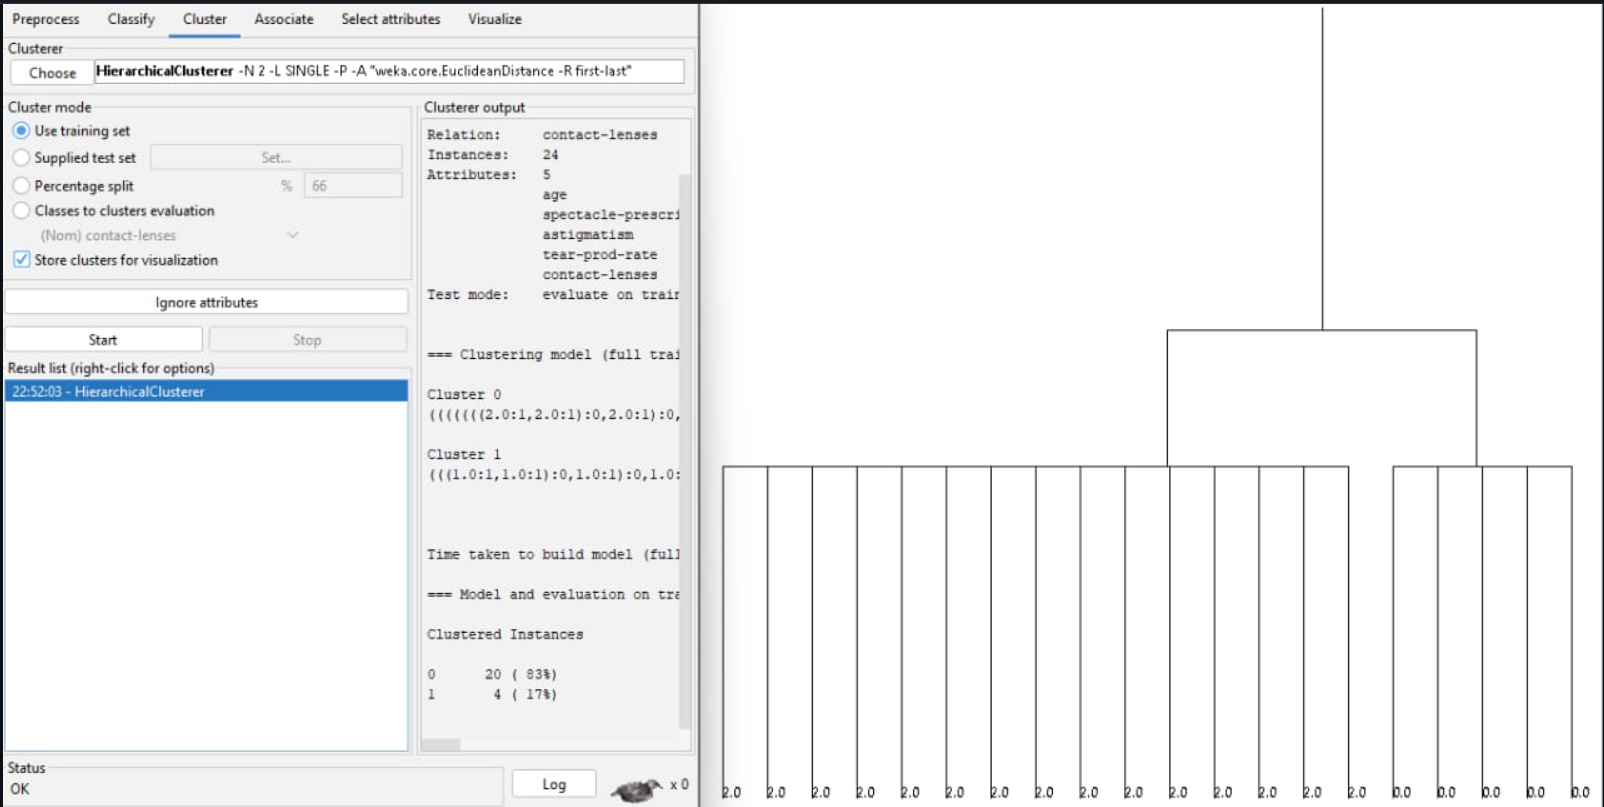 Preprocess Classify Cluster Associate Select attributes Visualize
Clusterer
Choose HierarchicalClusterer -N 2 -L SINGLE -P -A "weka.core.EuclideanDistance -R first-last"
Cluster mode
Use training set
Supplied test set Set...
Percentage split % 66
Classes to clusters evaluation
(Nom) contact-lenses
Store clusters for visualization
Ignore attributes
Start Stop
Result list (right-click for options)
22:52:03 - HierarchicalClusterer
Clusterer output
Relation: contact-lenses
Instances: 24
Attributes: 5
age
spectacle-prescri
astigmatism
tear-prod-rate
contact-lenses
Test mode: evaluate on train
=== Clustering model (full trai
Cluster 0
(((((((2.0:1,2.0:1):0,2.0:1):0,
Cluster 1
(((1.0:1,1.0:1):0,1.0:1):0,1.0:
Time taken to build model (full
=== Model and evaluation on tra
Clustered Instances
0 20 ( 83%)
1 4 ( 17%)
Status
OK
Log x 0
2.0 2.0 2.0 2.0 2.0 2.0 2.0 2.0 2.0 2.0 2.0 2.0 2.0 2.0 2.0 0.0 0.0 0.0 0.0 0.0